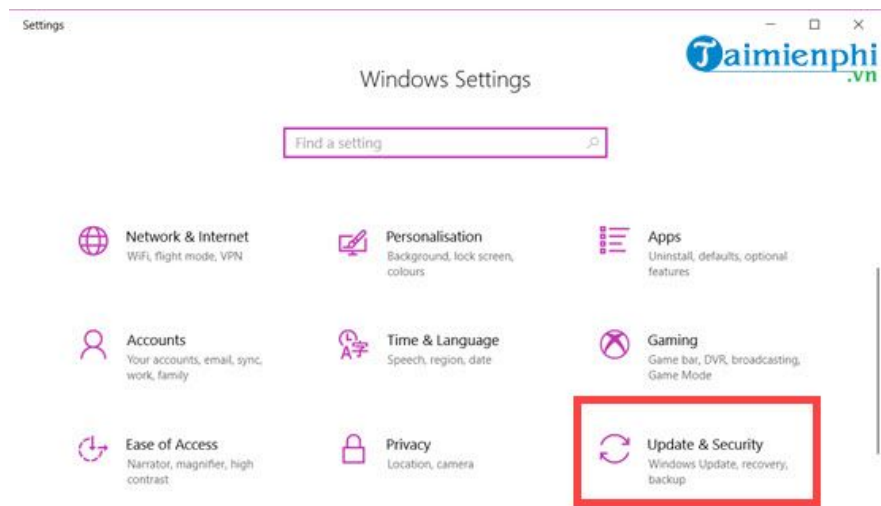 Settings
Taimienphi
.vn
Windows Settings
Find a setting
Network & Internet
WiFi, flight mode, VPN
Personalisation
Background, lock screen,
colours
Apps
Uninstall, defaults, optional
features
Accounts
Your accounts, email, sync,
work, family
Time & Language
Speech, region, date
Gaming
Game bar, DVR, broadcasting,
Game Mode
Ease of Access
Narrator, magnifier, high
contrast
Privacy
Location, camera
Update & Security
Windows Update, recovery,
backup